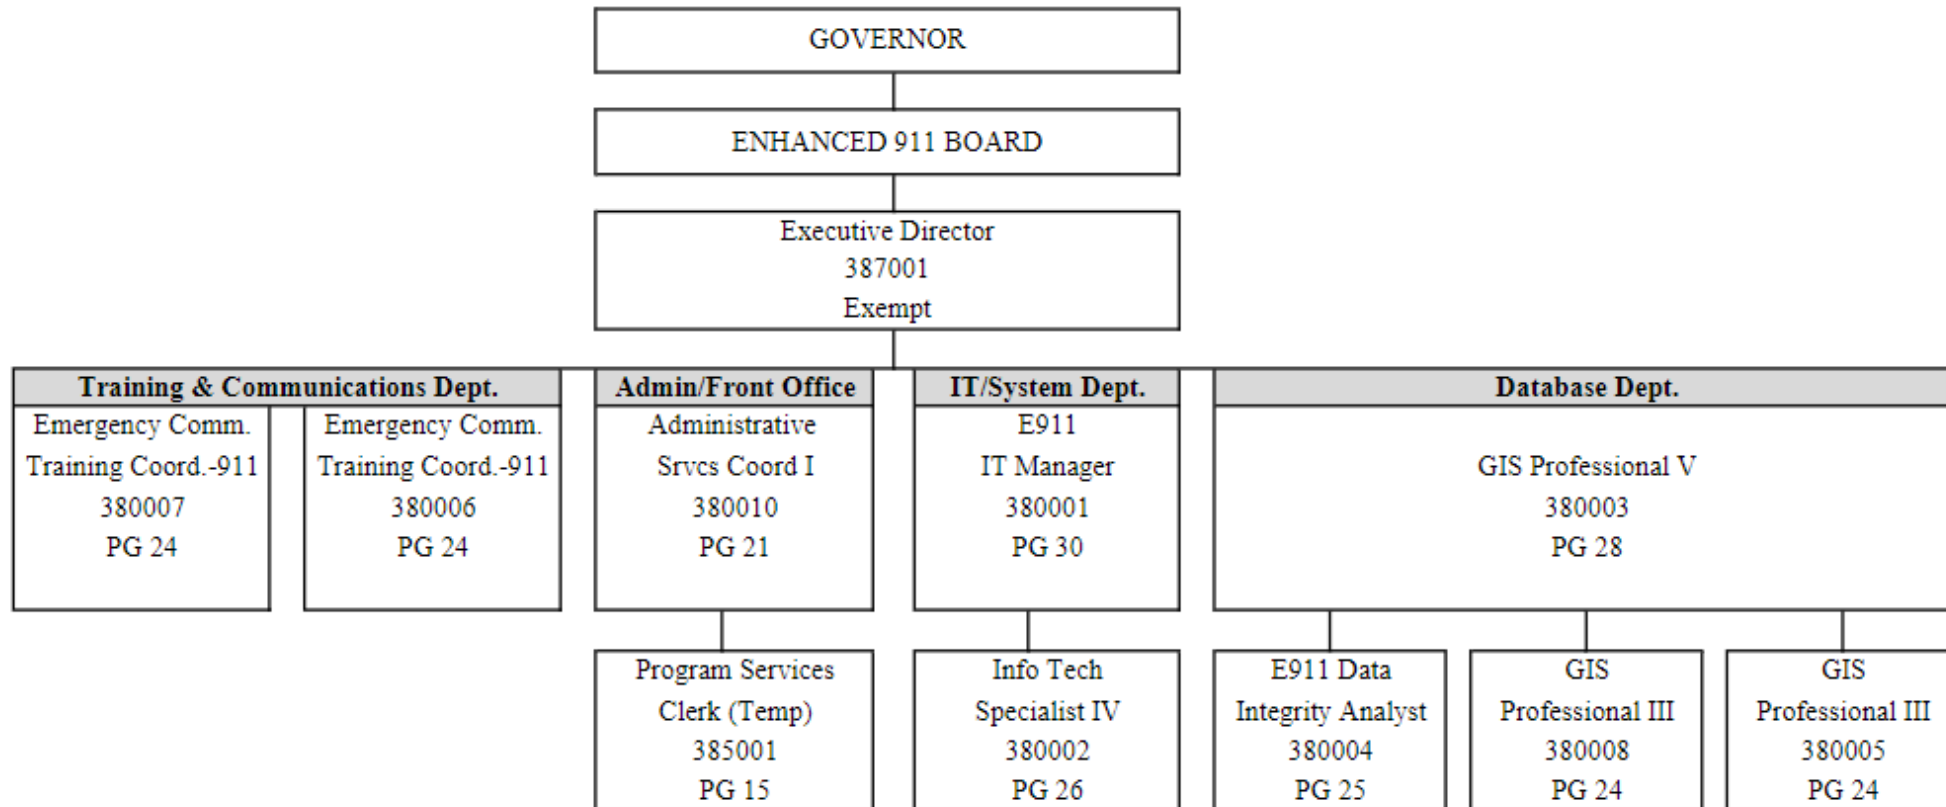 GOVERNOR
ENHANCED 911 BOARD
Executive Director
387001
Exempt
Training & Communications Dept.
Emergency Comm.
Training Coord.-911
380007
PG 24
Emergency Comm.
Training Coord.-911
380006
PG 24
Admin/Front Office
Administrative
Srvcs Coord I
380010
PG 21
IT/System Dept.
E911
IT Manager
380001
PG 30
Database Dept.
GIS Professional V
380003
PG 28
Program Services
Clerk (Temp)
385001
PG 15
Info Tech
Specialist IV
380002
PG 26
E911 Data
Integrity Analyst
380004
PG 25
GIS
Professional III
380008
PG 24
GIS
Professional III
380005
PG 24